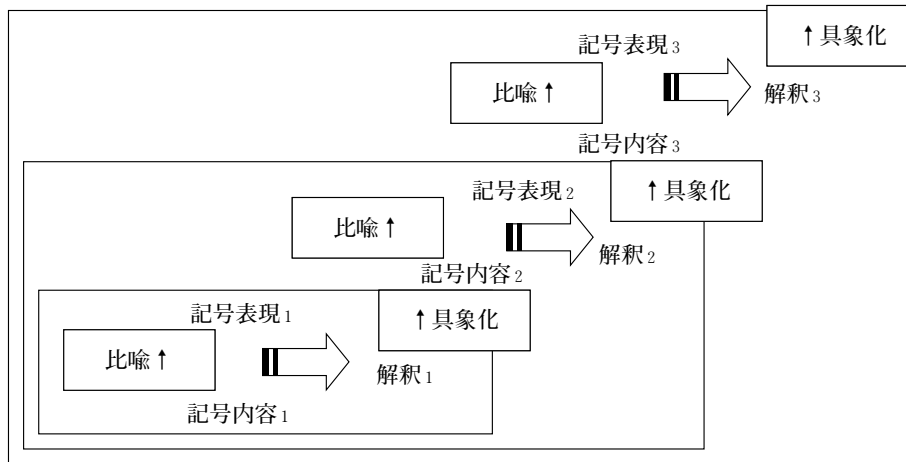 ↑具象化
記号表現3
比喩↑
解釈3
記号内容3
↑具象化
記号表現2
比喩↑
解釈2
記号内容2
↑具象化
記号表現1
比喩↑
解釈1
記号内容1